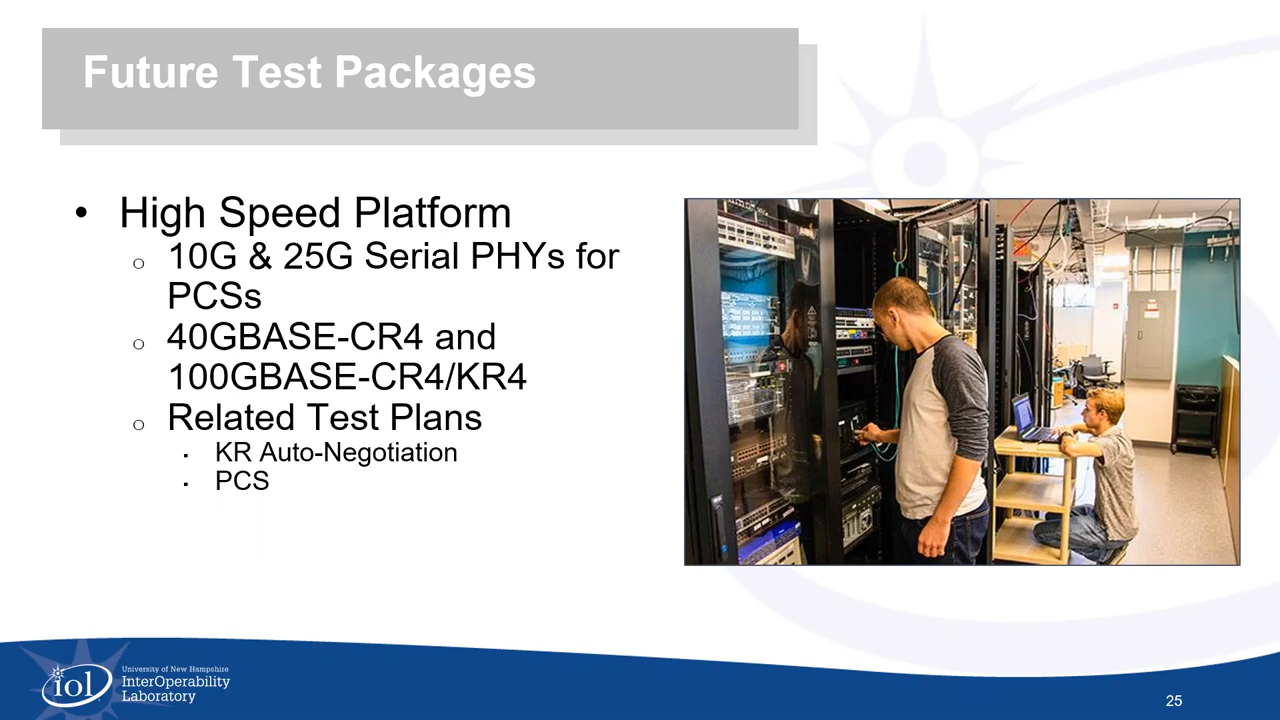 Future Test Packages
• High Speed Platform
o 10G & 25G Serial PHYs for
PCSs
o 40GBASE-CR4 and
100GBASE-CR4/KR4
o Related Test Plans
▪ KR Auto-Negotiation
▪ PCS
iol
University of New Hampshire
InterOperability
Laboratory
25